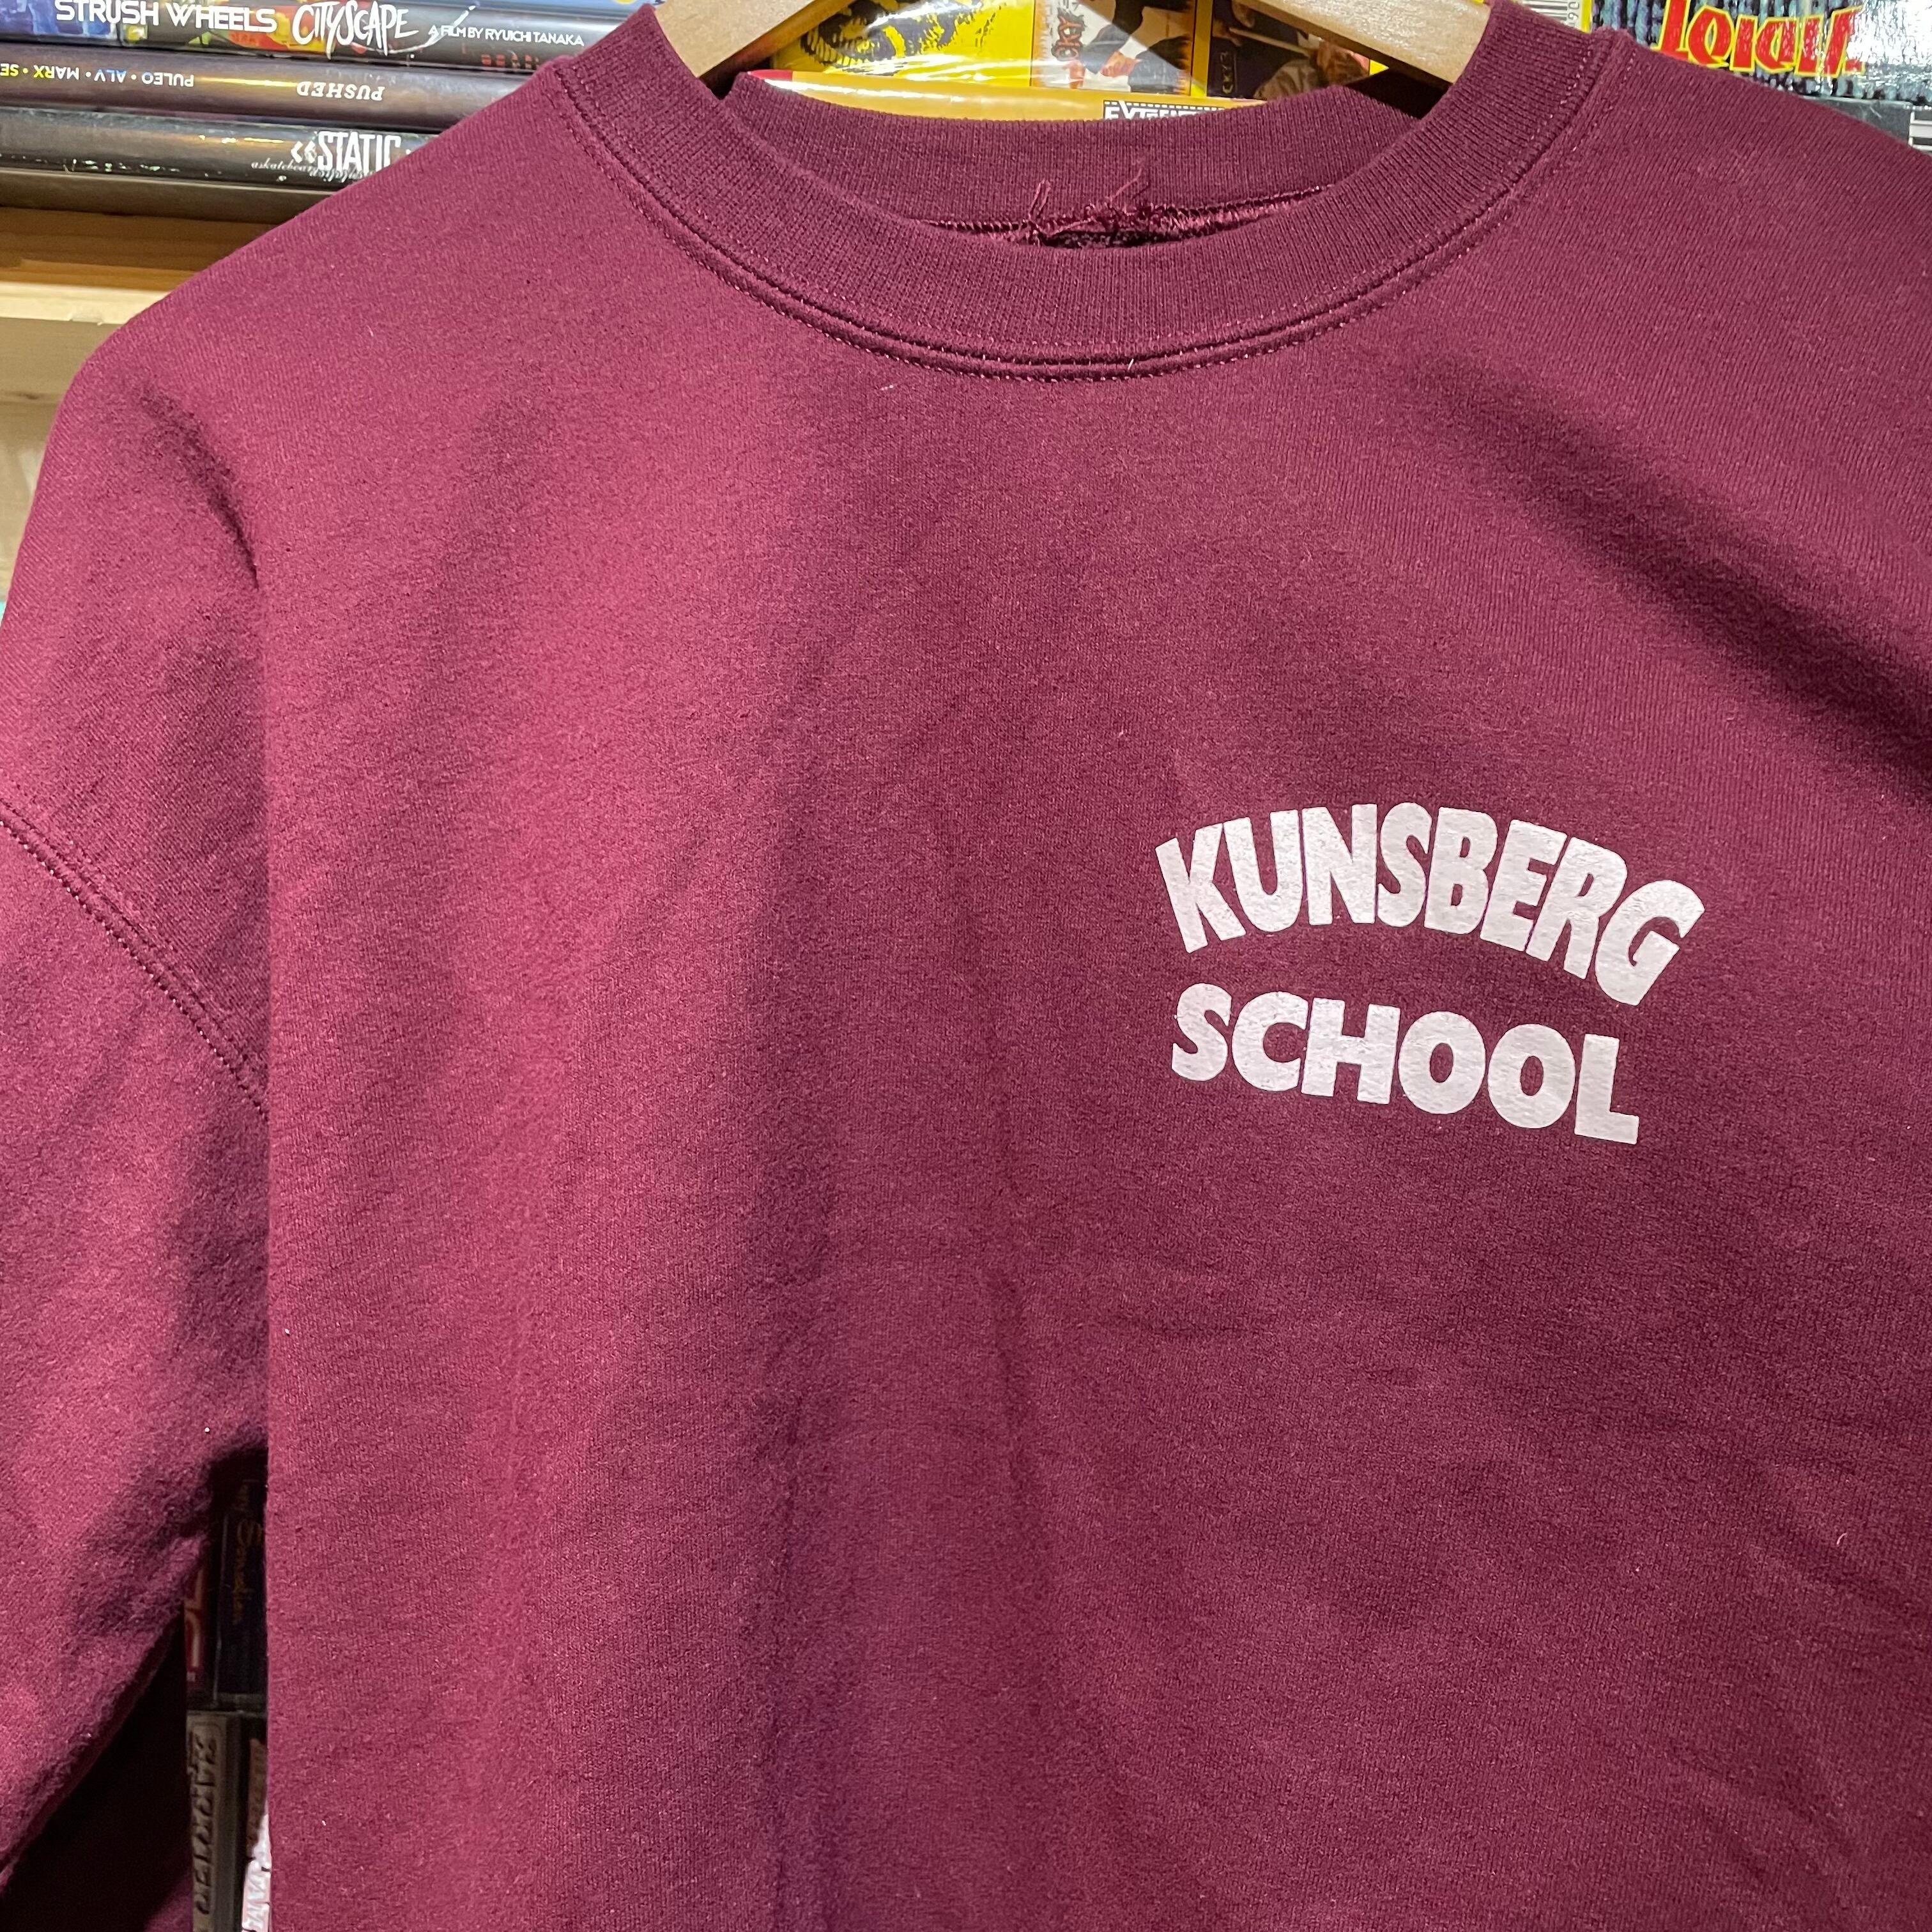 STRUSH WHEELS CITYSCAPE A FILM BY RYUICHI TANAKA
PULEO • ALV • MARX • SE
PUSHED
«STATIC
KUNSBERG
SCHOOL